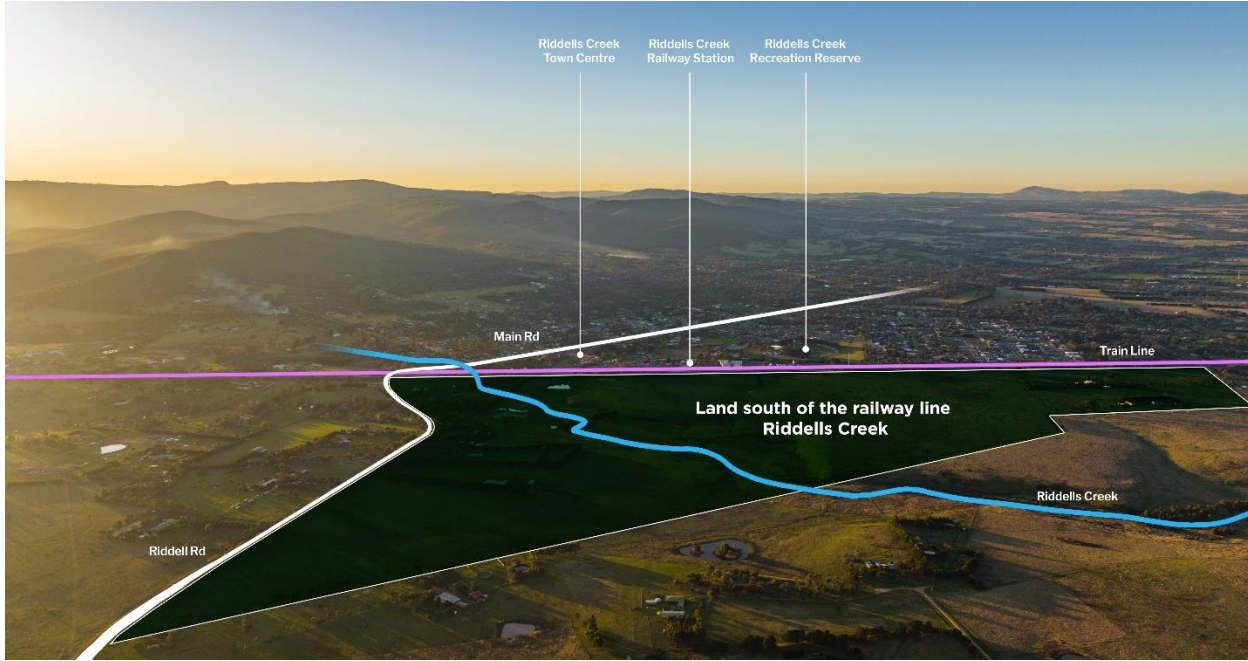 Riddells Creek
Town Centre
Riddells Creek
Railway Station
Riddells Creek
Recreation Reserve
Main Rd
Train Line
Land south of the railway line
Riddells Creek
Riddells Creek
Riddell Rd